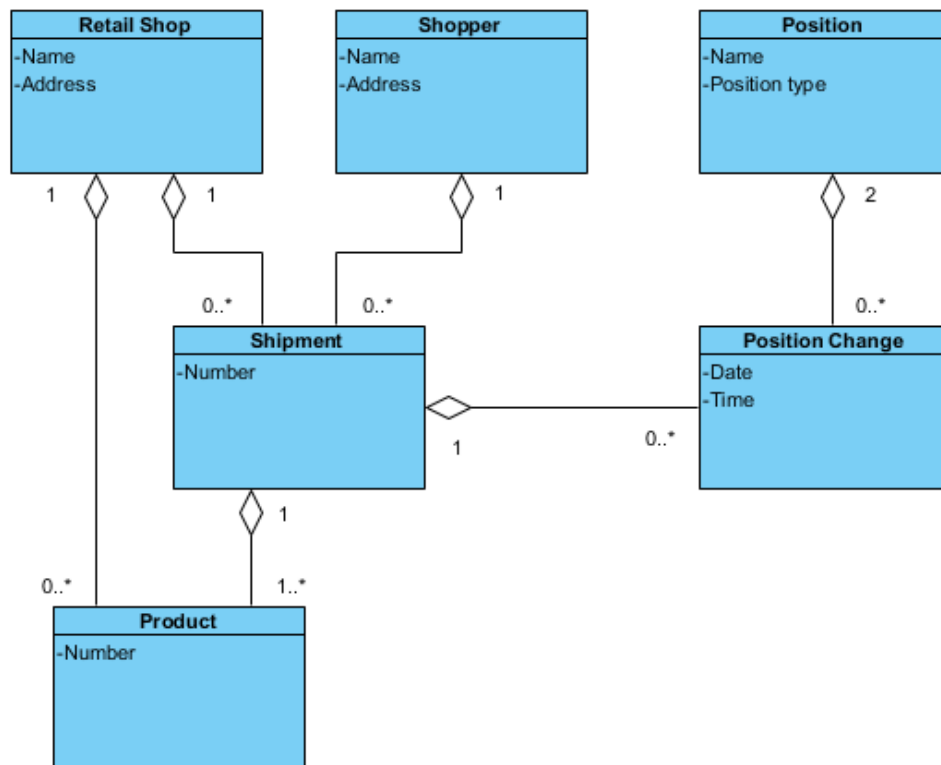 Retail Shop
-Name
-Address
Shopper
-Name
-Address
Position
-Name
-Position type
1
1
1
2
0..*
0..*
0..*
Shipment
-Number
Position Change
-Date
-Time
1
0..*
1
0..*
1..*
Product
-Number